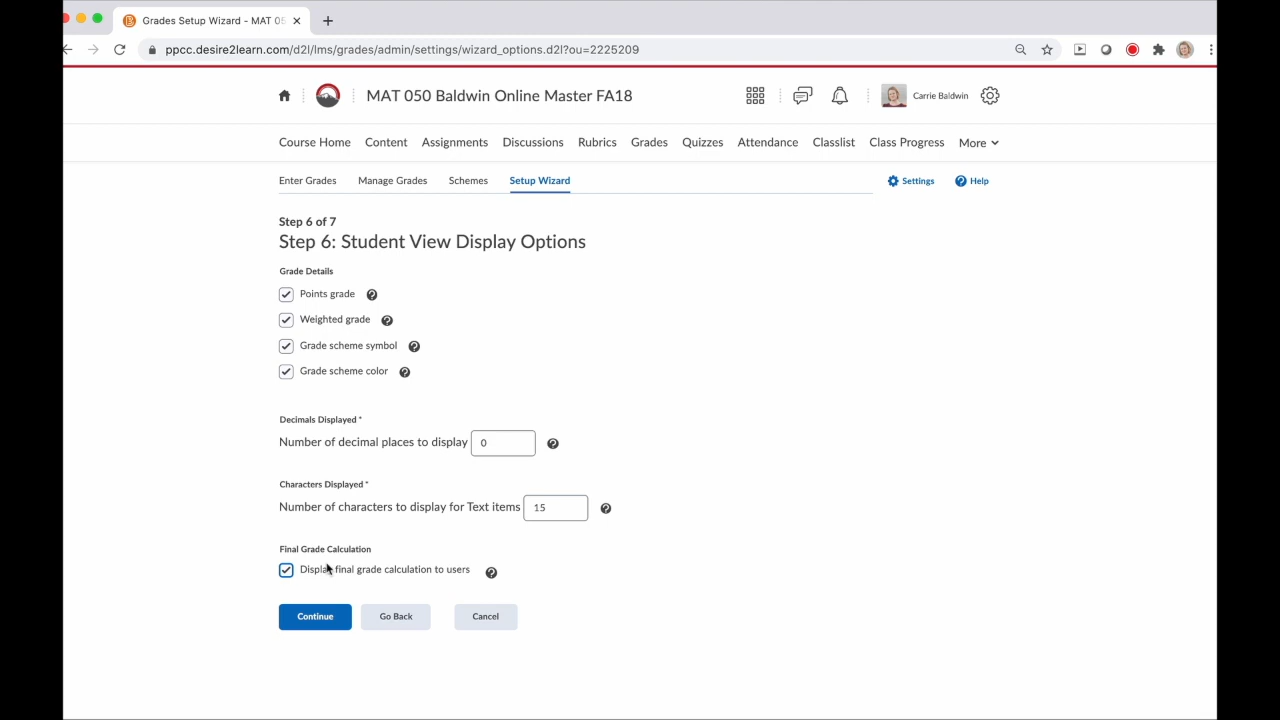 Grades Setup Wizard - MAT 05
ppcc.desire2learn.com/d2l/lms/grades/admin/settings/wizard_options.d2l?ou=2225209
MAT 050 Baldwin Online Master FA18
Carrie Baldwin
Course Home Content Assignments Discussions Rubrics Grades Quizzes Attendance Classlist Class Progress More
Enter Grades Manage Grades Schemes Setup Wizard Settings Help
Step 6 of 7
Step 6: Student View Display Options
Grade Details
Points grade
Weighted grade
Grade scheme symbol
Grade scheme color
Decimals Displayed *
Number of decimal places to display 0
Characters Displayed *
Number of characters to display for Text items 15
Final Grade Calculation
Display final grade calculation to users
Continue Go Back Cancel